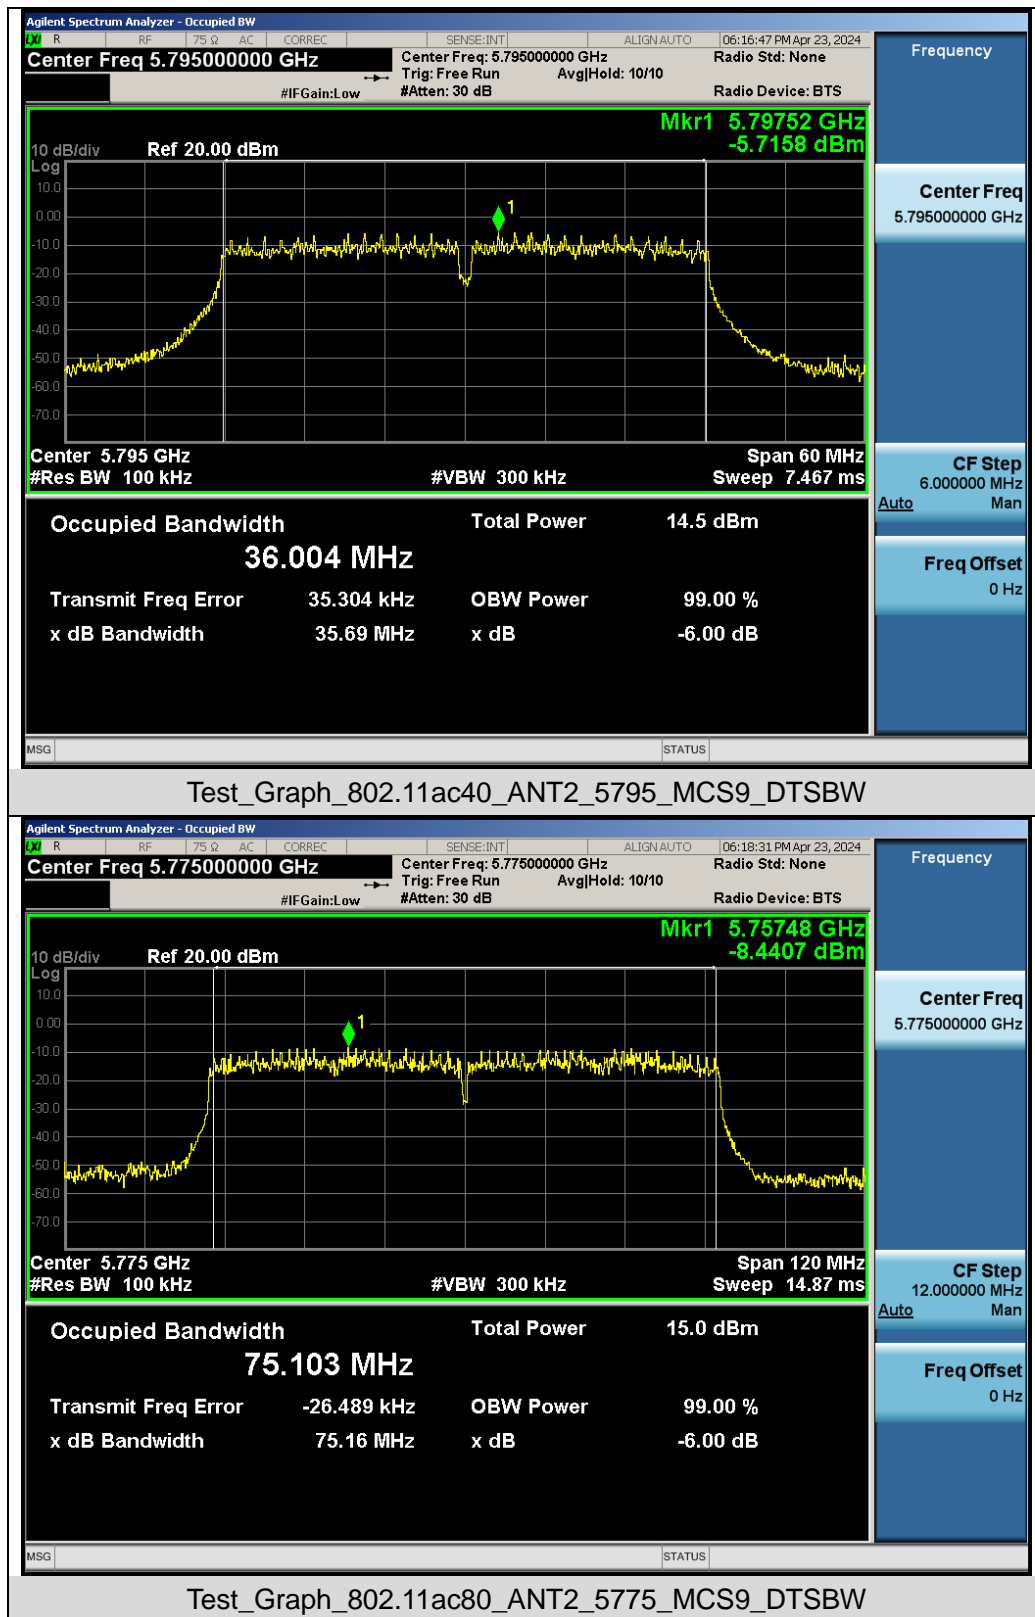 Agilent Spectrum Analyzer - Occupied BW
LXI R RF 75 Ω AC CORREC SENSE:INT ALIGN AUTO 06:16:47 PM Apr 23, 2024
Center Freq 5.795000000 GHz
Center Freq: 5.795000000 GHz Radio Std: None
Trig: Free Run Avg|Hold: 10/10
#IFGain:Low #Atten: 30 dB Radio Device: BTS
Frequency
Mkr1 5.79752 GHz
-5.7158 dBm
10 dB/div Ref 20.00 dBm
Log
10.0
0.00
-10.0
-20.0
-30.0
-40.0
-50.0
-60.0
-70.0
1
Center Freq
5.795000000 GHz
Center 5.795 GHz Span 60 MHz
#Res BW 100 kHz #VBW 300 kHz Sweep 7.467 ms
CF Step
6.000000 MHz
Auto Man
Occupied Bandwidth Total Power 14.5 dBm
36.004 MHz
Transmit Freq Error 35.304 kHz OBW Power 99.00 %
x dB Bandwidth 35.69 MHz x dB -6.00 dB
Freq Offset
0 Hz
MSG STATUS
Test_Graph_802.11ac40_ANT2_5795_MCS9_DTSBW
Agilent Spectrum Analyzer - Occupied BW
LXI R RF 75 Ω AC CORREC SENSE:INT ALIGN AUTO 06:18:31 PM Apr 23, 2024
Center Freq 5.775000000 GHz
Center Freq: 5.775000000 GHz Radio Std: None
Trig: Free Run Avg|Hold: 10/10
#IFGain:Low #Atten: 30 dB Radio Device: BTS
Frequency
Mkr1 5.75748 GHz
-8.4407 dBm
10 dB/div Ref 20.00 dBm
Log
10.0
0.00
-10.0
-20.0
-30.0
-40.0
-50.0
-60.0
-70.0
1
Center Freq
5.775000000 GHz
Center 5.775 GHz Span 120 MHz
#Res BW 100 kHz #VBW 300 kHz Sweep 14.87 ms
CF Step
12.000000 MHz
Auto Man
Occupied Bandwidth Total Power 15.0 dBm
75.103 MHz
Transmit Freq Error -26.489 kHz OBW Power 99.00 %
x dB Bandwidth 75.16 MHz x dB -6.00 dB
Freq Offset
0 Hz
MSG STATUS
Test_Graph_802.11ac80_ANT2_5775_MCS9_DTSBW